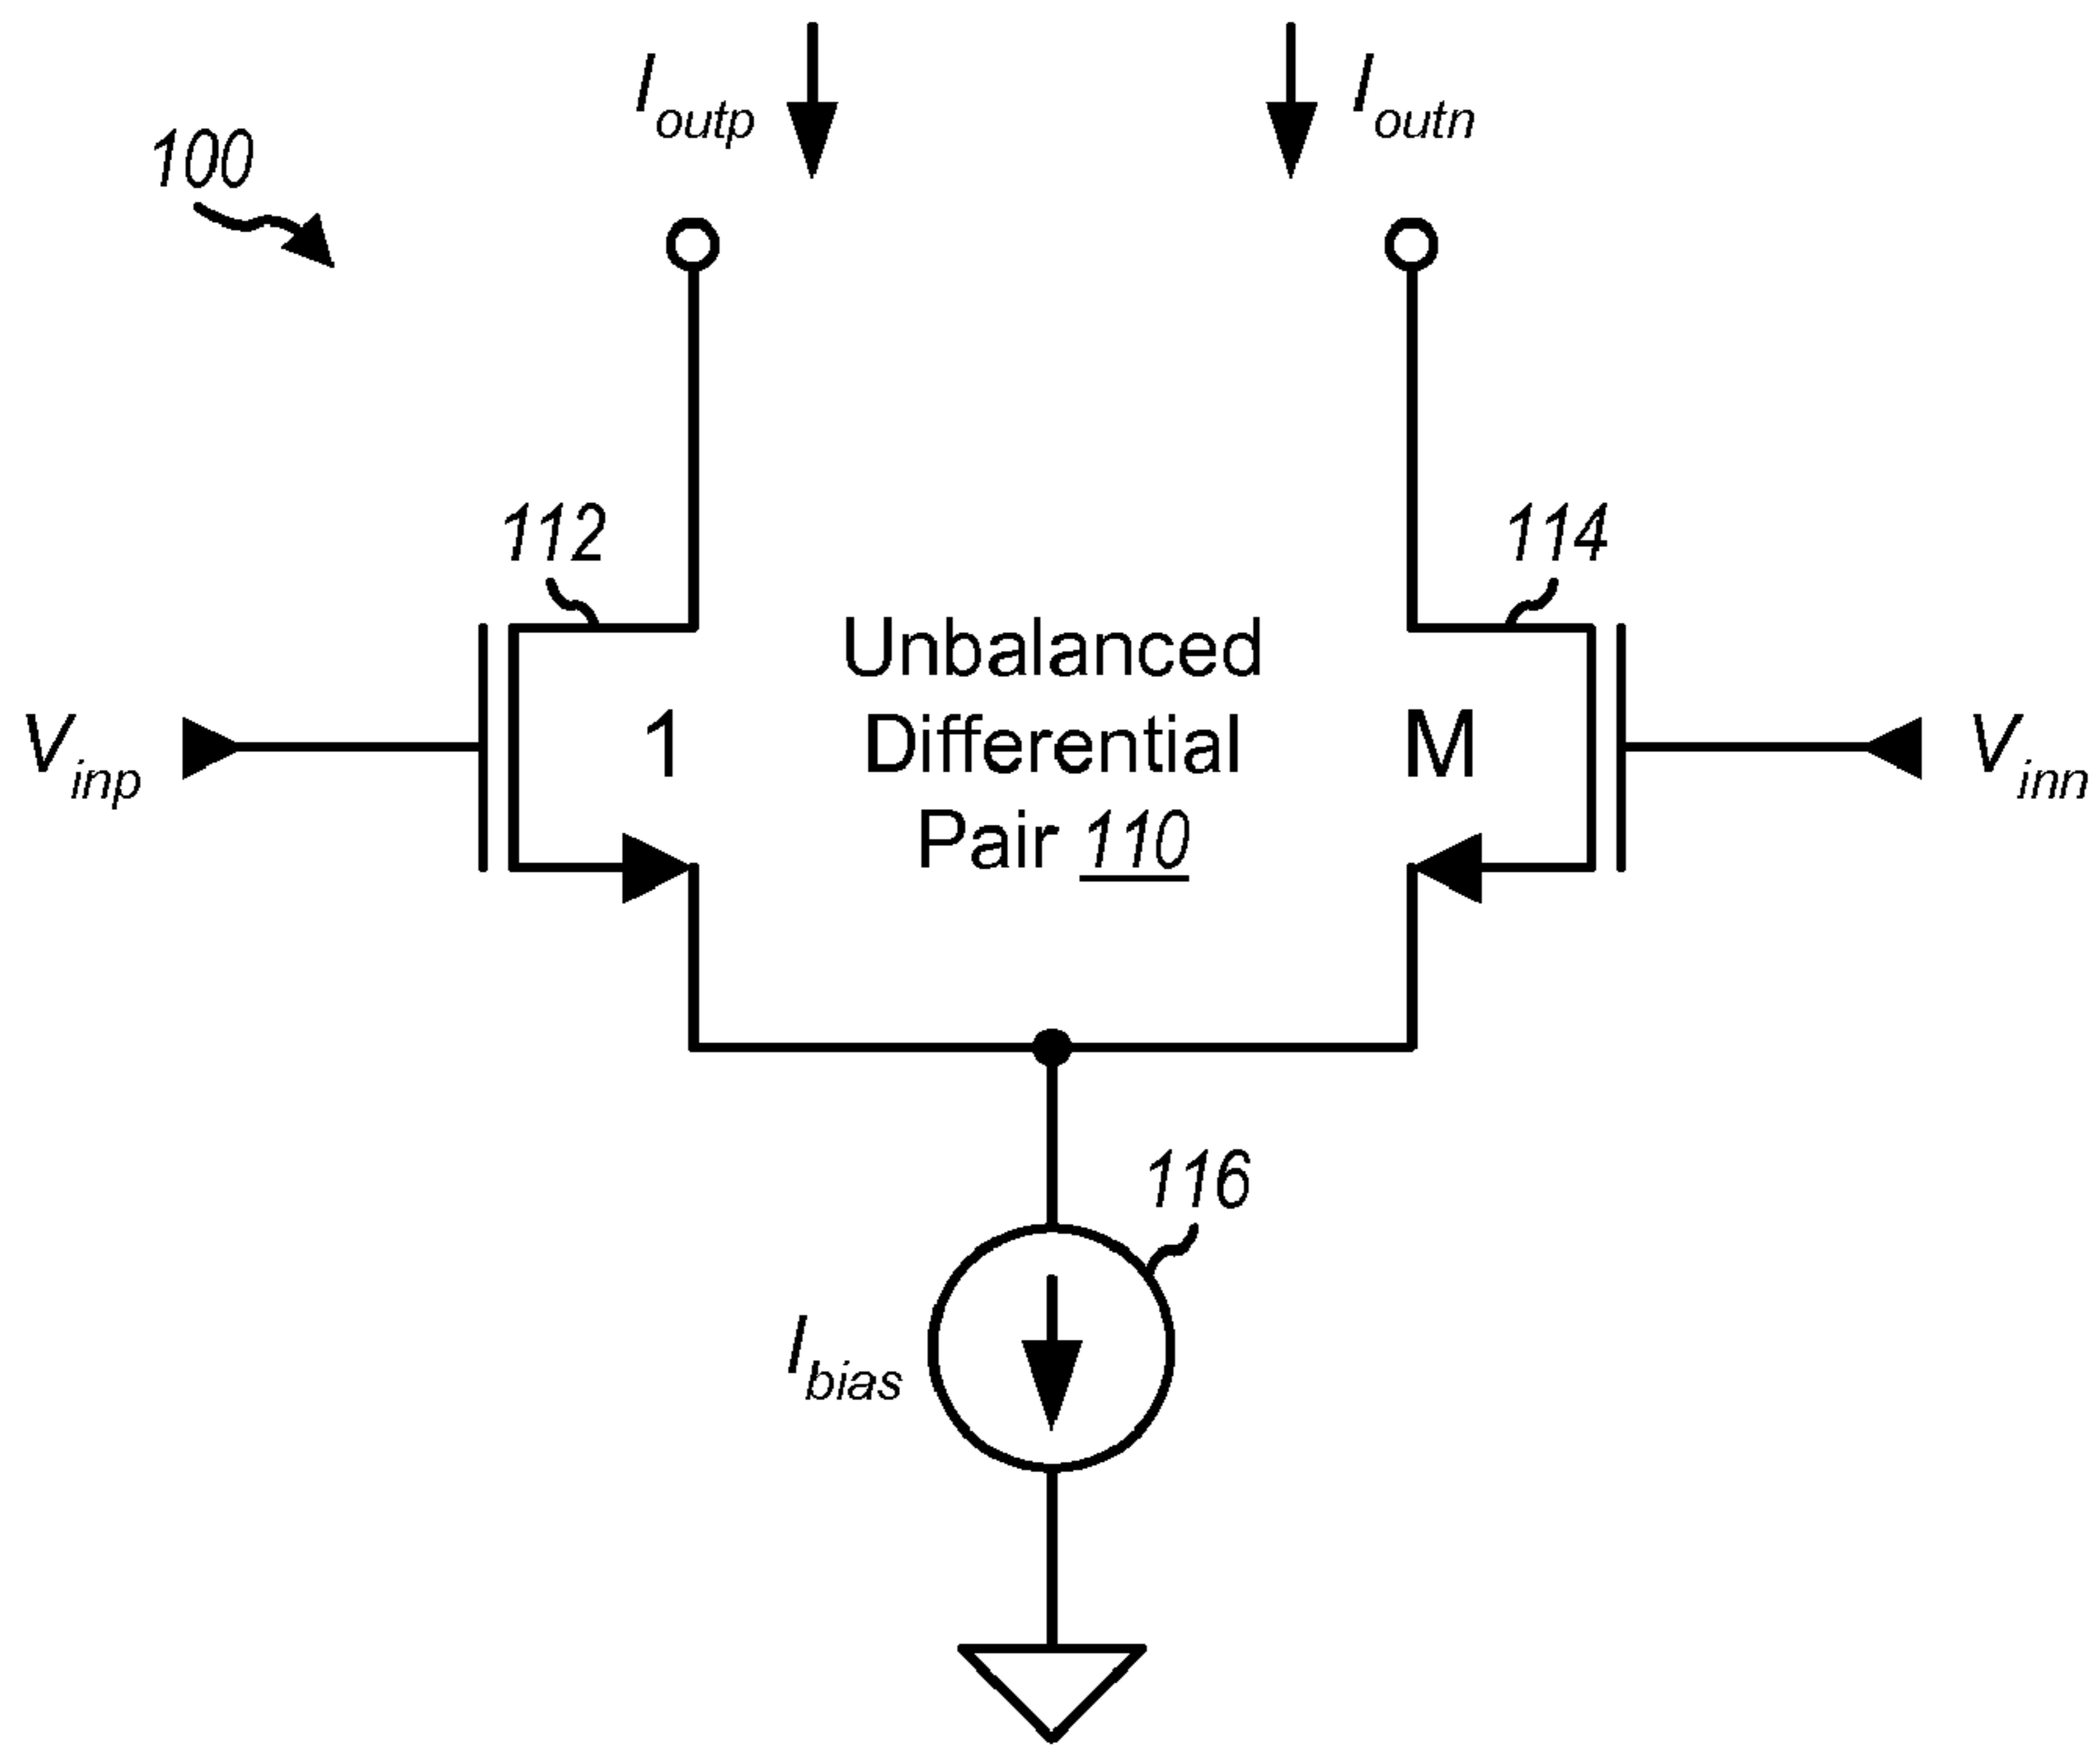 I_outp
I_outn
100
112
114
Unbalanced
V_inp
1
Differential
M
V_inn
Pair 110
116
I_bias